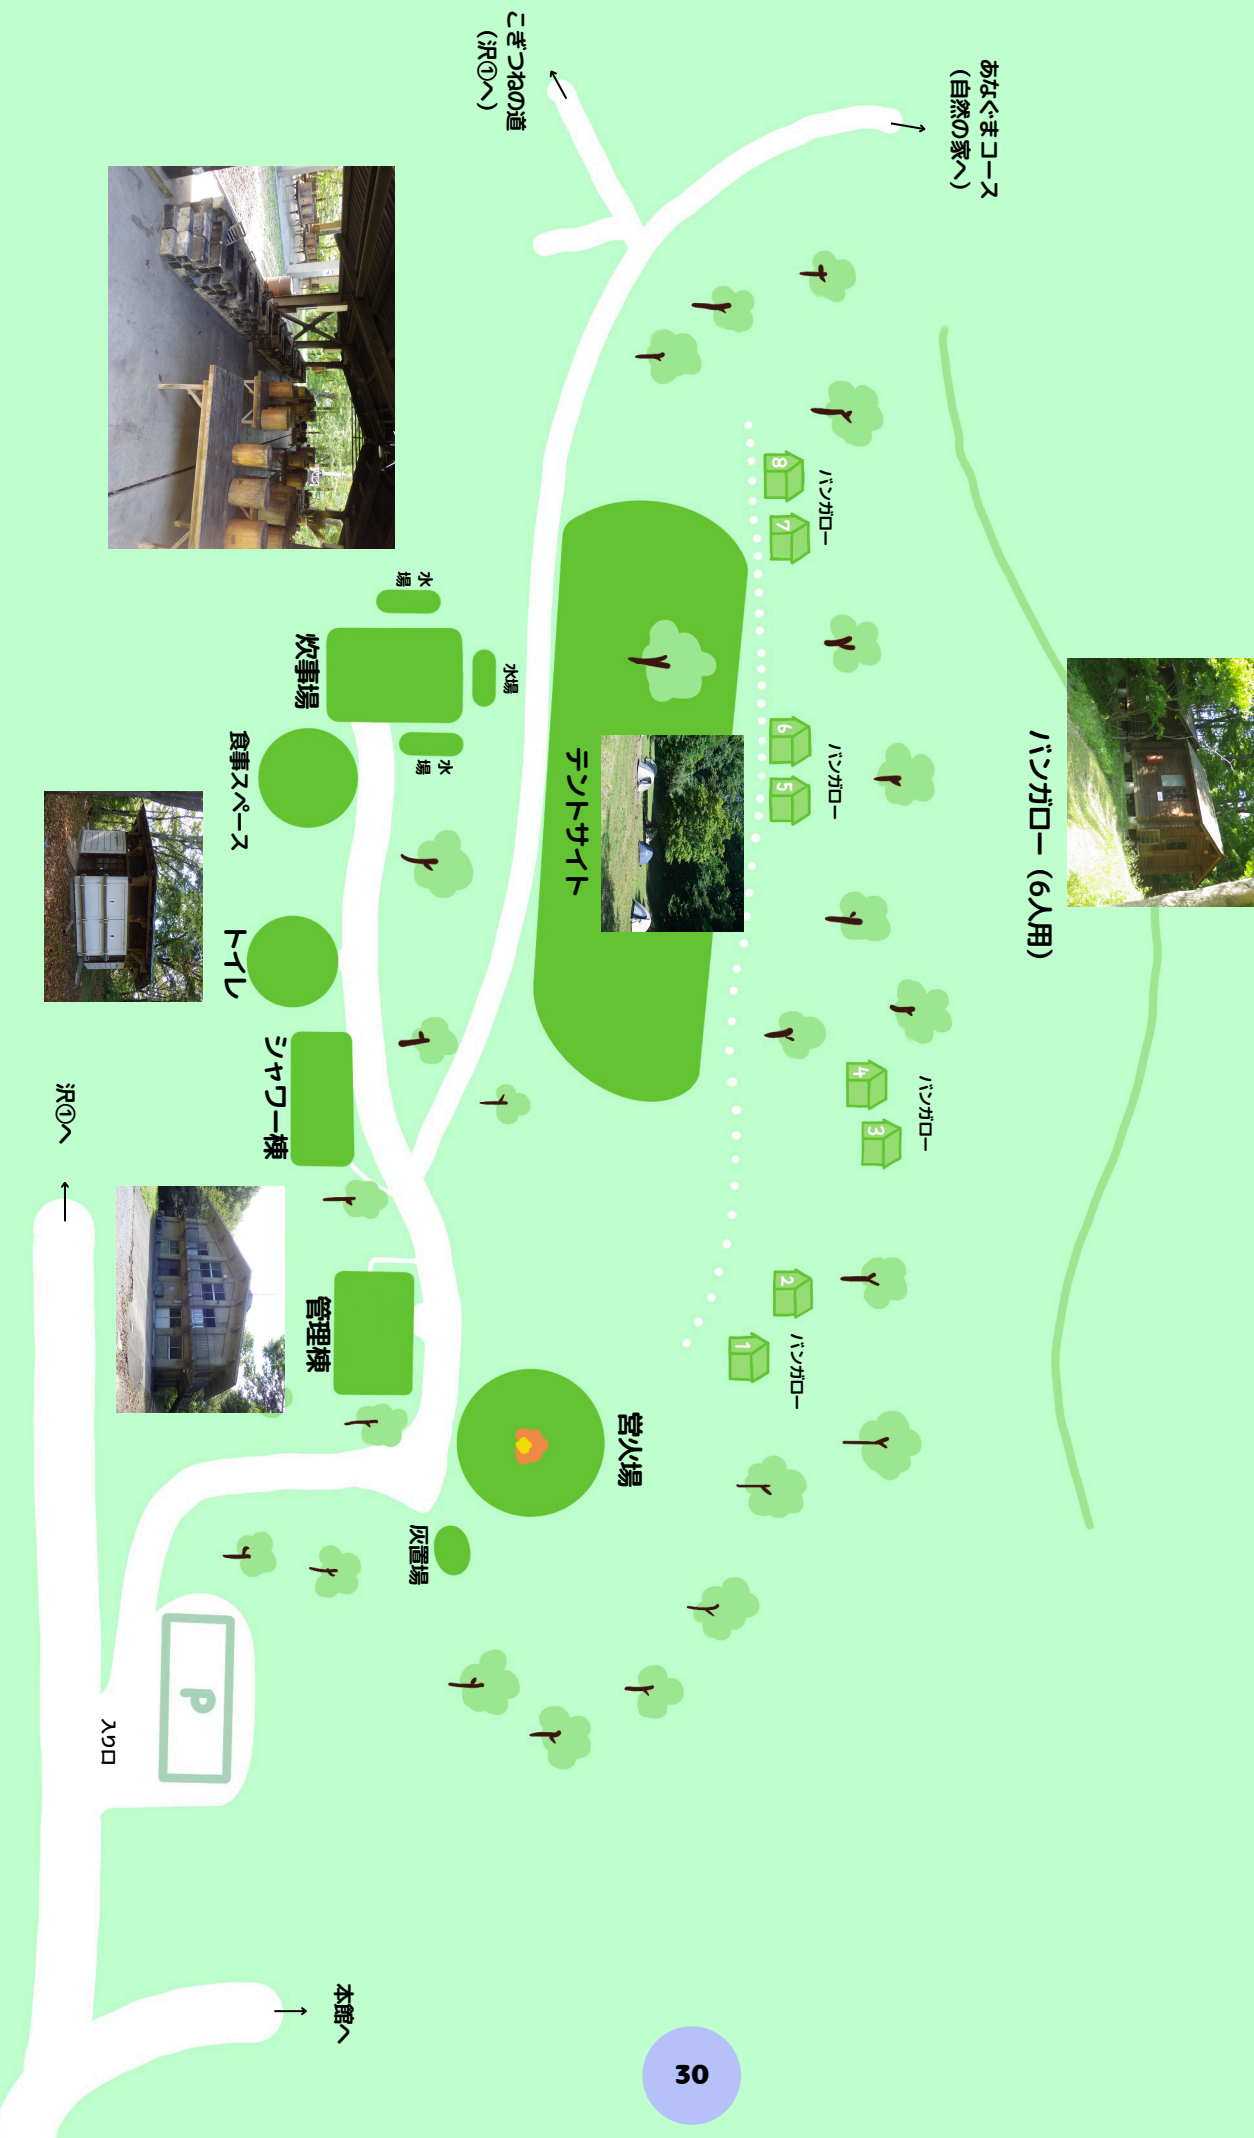 あなぐまコース
（自然の家へ）
こぎつねの道
（沢①へ）
バンガロー（6人用）
バンガロー
8
7
バンガロー
6
5
バンガロー
4
3
バンガロー
2
1
テントサイト
水場
水場
水場
炊事場
食事スペース
トイレ
シャワー棟
管理棟
営火場
灰置場
沢①へ
P
入り口
本館へ
30